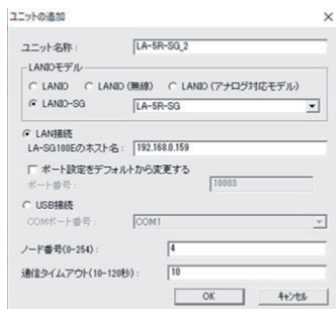 ユニットの追加
ユニット名称： LA-5R-SG_2
LANIOモデル
LANIO LANIO（無線） LANIO（アナログ対応モデル）
LANIO-SG LA-5R-SG
LAN接続
LA-SG100Eのホスト名： 192.168.0.159
ポート設定をデフォルトから変更する
ポート番号： 10003
USB接続
COMポート番号： COM1
ノード番号(0-254)： 4
通信タイムアウト(10-120秒)： 10
OK キャンセル